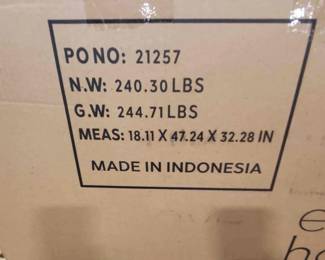 PO NO: 21257
N.W: 240.30 LBS
G.W: 244.71 LBS
MEAS: 18.11 X 47.24 X 32.28 IN
MADE IN INDONESIA